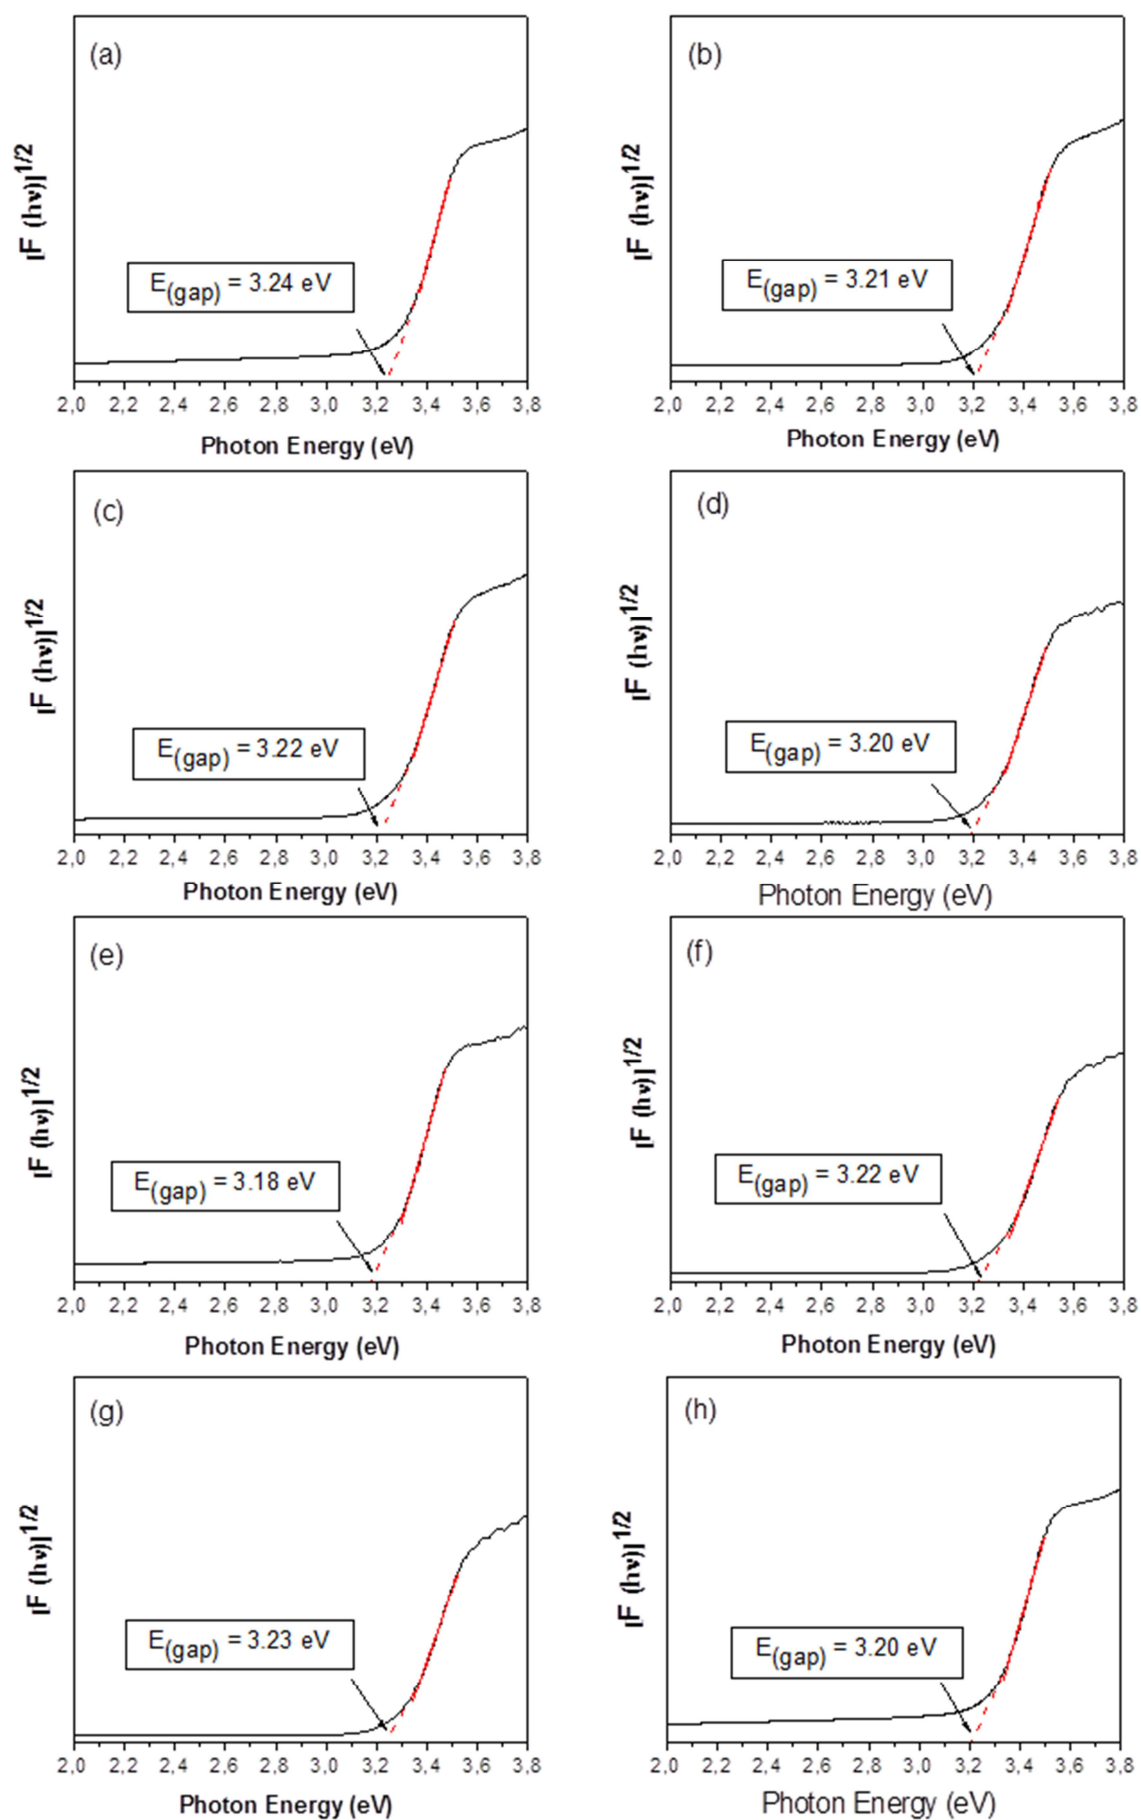 (a)
[F (hν)]1/2
E(gap) = 3.24 eV
2,0 2,2 2,4 2,6 2,8 3,0 3,2 3,4 3,6 3,8
Photon Energy (eV)
(b)
[F (hν)]1/2
E(gap) = 3.21 eV
2,0 2,2 2,4 2,6 2,8 3,0 3,2 3,4 3,6 3,8
Photon Energy (eV)
(c)
[F (hν)]1/2
E(gap) = 3.22 eV
2,0 2,2 2,4 2,6 2,8 3,0 3,2 3,4 3,6 3,8
Photon Energy (eV)
(d)
[F (hν)]1/2
E(gap) = 3.20 eV
2,0 2,2 2,4 2,6 2,8 3,0 3,2 3,4 3,6 3,8
Photon Energy (eV)
(e)
[F (hν)]1/2
E(gap) = 3.18 eV
2,0 2,2 2,4 2,6 2,8 3,0 3,2 3,4 3,6 3,8
Photon Energy (eV)
(f)
[F (hν)]1/2
E(gap) = 3.22 eV
2,0 2,2 2,4 2,6 2,8 3,0 3,2 3,4 3,6 3,8
Photon Energy (eV)
(g)
[F (hν)]1/2
E(gap) = 3.23 eV
2,0 2,2 2,4 2,6 2,8 3,0 3,2 3,4 3,6 3,8
Photon Energy (eV)
(h)
[F (hν)]1/2
E(gap) = 3.20 eV
2,0 2,2 2,4 2,6 2,8 3,0 3,2 3,4 3,6 3,8
Photon Energy (eV)